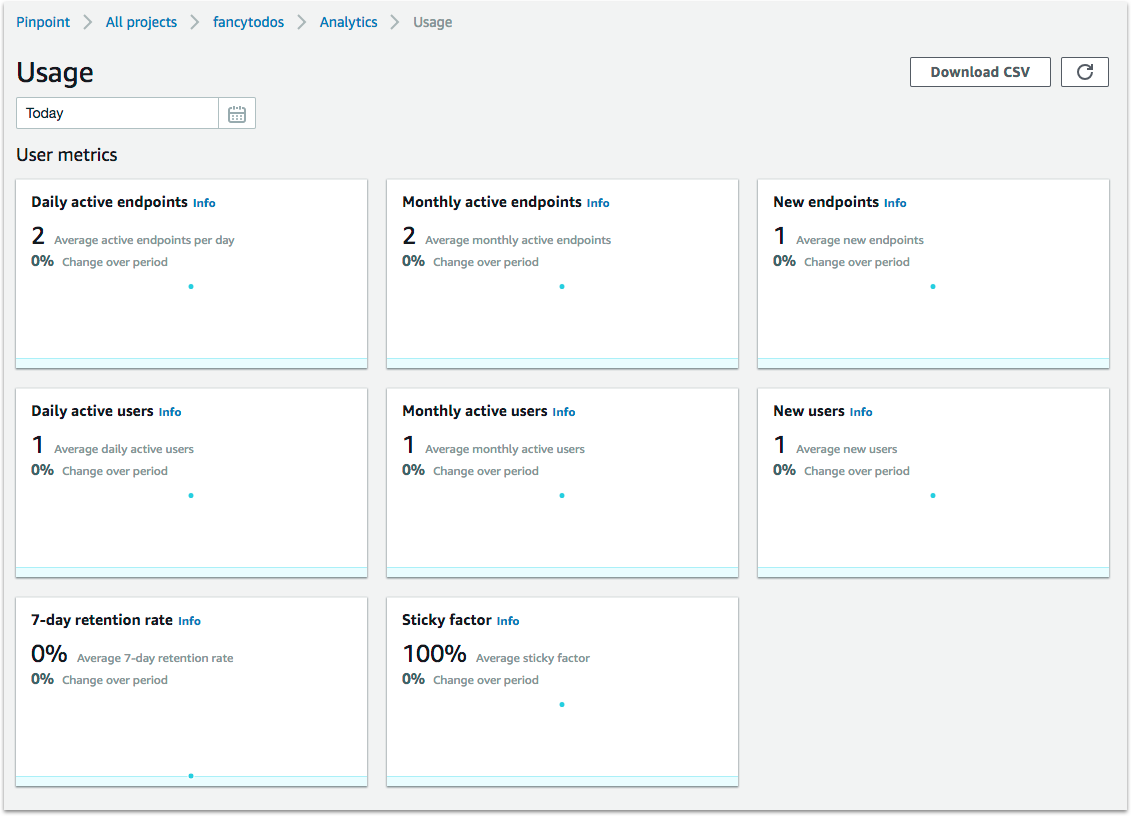 Pinpoint > All projects > fancytodos > Analytics > Usage
Usage
Download CSV
Today
User metrics
Daily active endpoints Info
2 Average active endpoints per day
0% Change over period
Monthly active endpoints Info
2 Average monthly active endpoints
0% Change over period
New endpoints Info
1 Average new endpoints
0% Change over period
Daily active users Info
1 Average daily active users
0% Change over period
Monthly active users Info
1 Average monthly active users
0% Change over period
New users Info
1 Average new users
0% Change over period
7-day retention rate Info
0% Average 7-day retention rate
0% Change over period
Sticky factor Info
100% Average sticky factor
0% Change over period